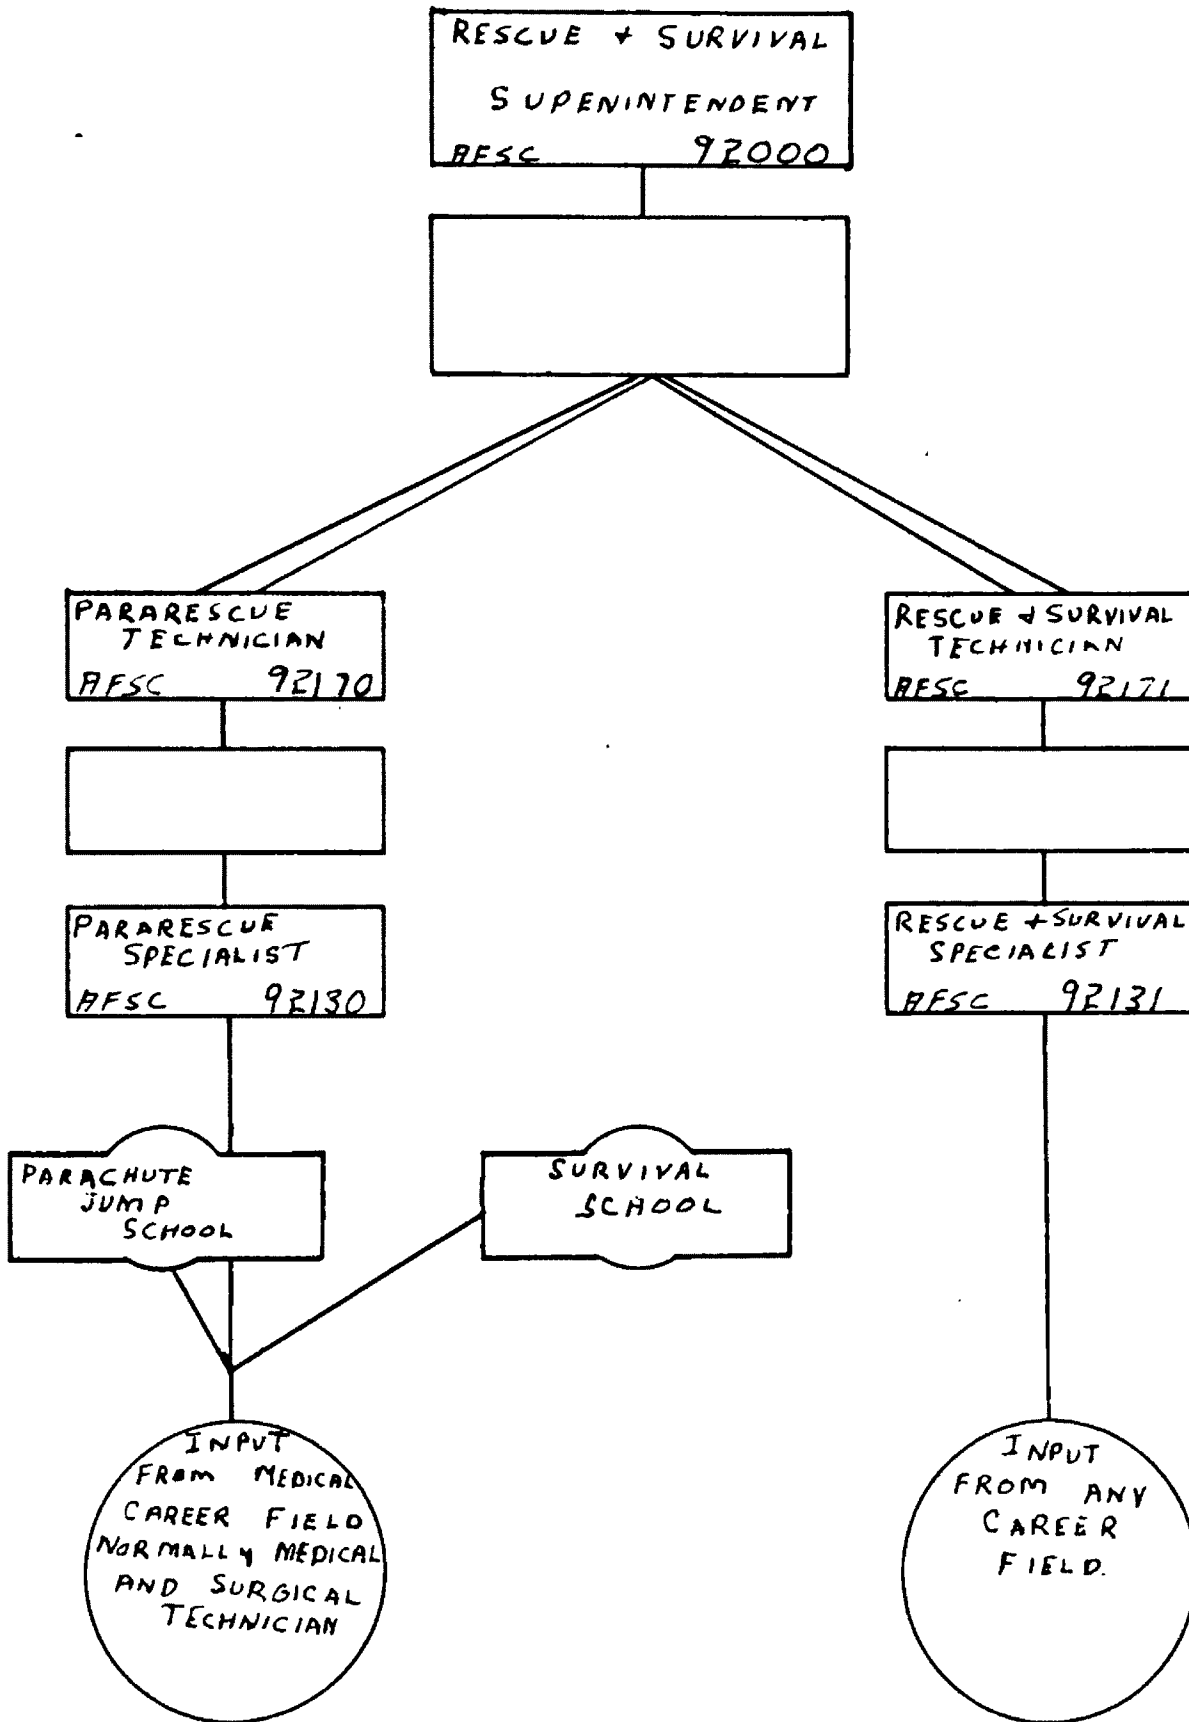 RESCUE + SURVIVAL
SUPENINTENDENT
AFSC 92000
PARARESCUE
TECHNICIAN
AFSC 92170
RESCUE & SURVIVAL
TECHNICIAN
AFSC 92171
PARARESCUE
SPECIALIST
AFSC 92130
RESCUE + SURVIVAL
SPECIALIST
AFSC 92131
PARACHUTE
JUMP
SCHOOL
SURVIVAL
SCHOOL
INPUT
FROM MEDICAL
CAREER FIELD
NORMALLY MEDICAL
AND SURGICAL
TECHNICIAN
INPUT
FROM ANY
CAREER
FIELD.